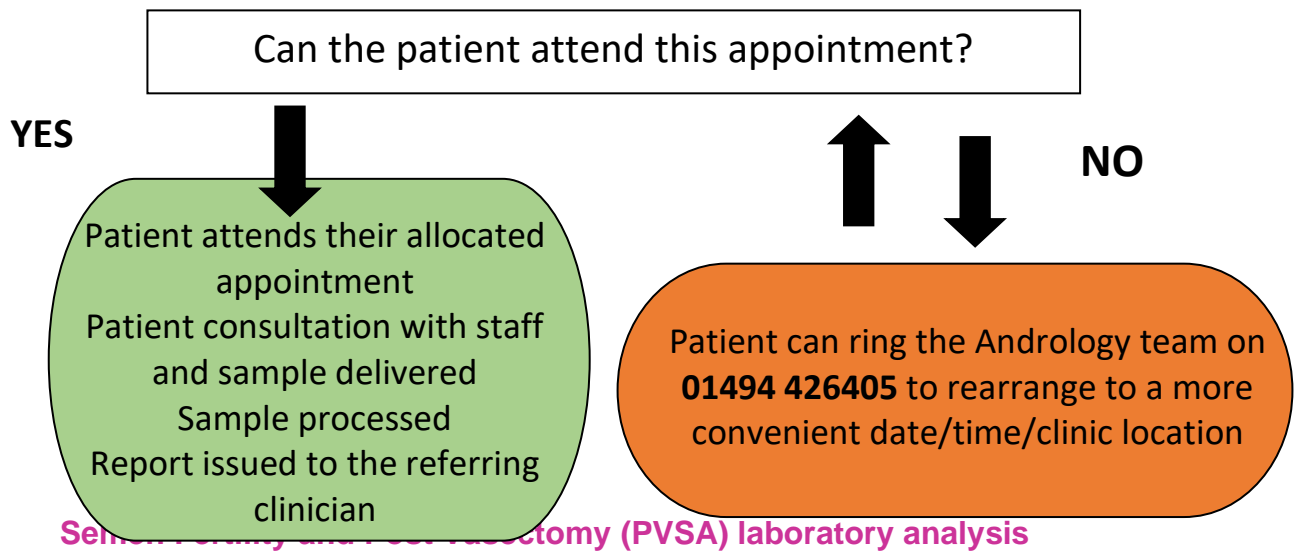 Can the patient attend this appointment?
YES
NO
Patient attends their allocated
appointment
Patient consultation with staff
and sample delivered
Sample processed
Report issued to the referring
clinician
Patient can ring the Andrology team on
01494 426405 to rearrange to a more
convenient date/time/clinic location
(PVSA) laboratory analysis